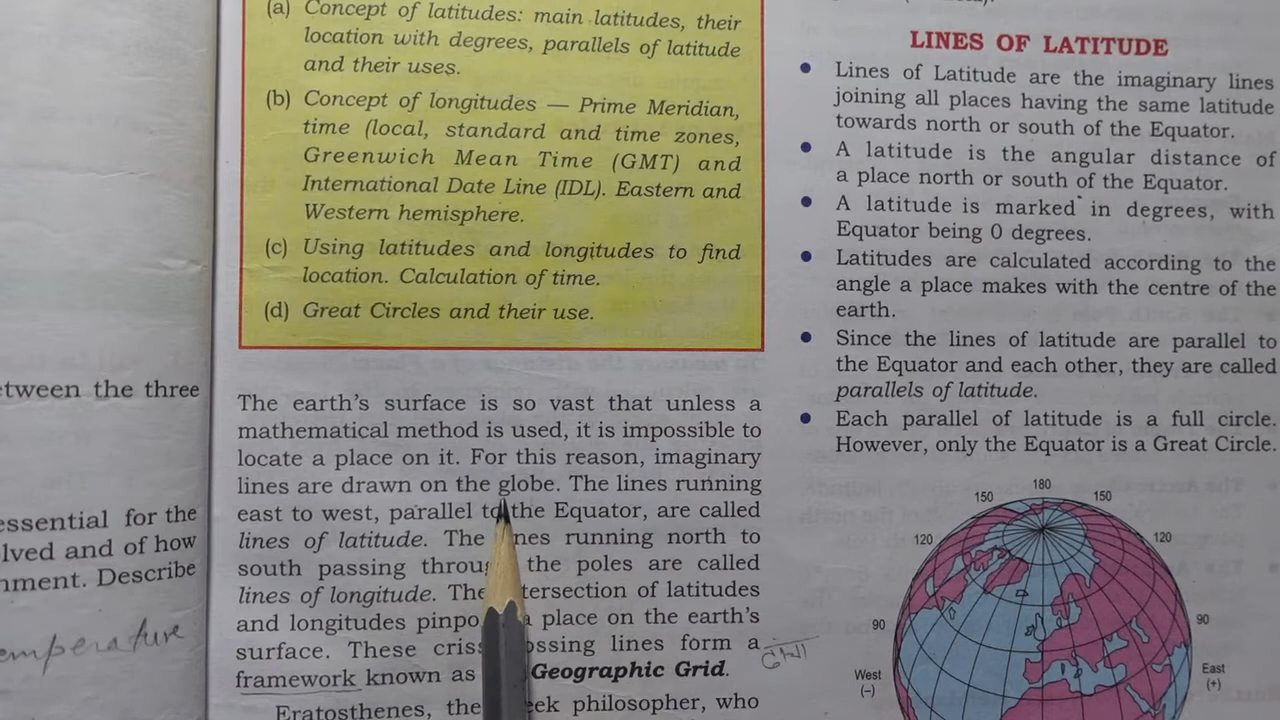 (a) Concept of latitudes: main latitudes, their
location with degrees, parallels of latitude
and their uses.
(b) Concept of longitudes — Prime Meridian,
time (local, standard and time zones,
Greenwich Mean Time (GMT) and
International Date Line (IDL). Eastern and
Western hemisphere.
(c) Using latitudes and longitudes to find
location. Calculation of time.
(d) Great Circles and their use.
The earth's surface is so vast that unless a
mathematical method is used, it is impossible to
locate a place on it. For this reason, imaginary
lines are drawn on the globe. The lines running
east to west, parallel to the Equator, are called
lines of latitude. The nes running north to
south passing throug the poles are called
lines of longitude. The tersection of latitudes
and longitudes pinpo a place on the earth's
surface. These criss ossing lines form a
framework known as Geographic Grid.
Eratosthenes, the ek philosopher, who
etween the three
essential for the
olved and of how
nment. Describe
emperature
LINES OF LATITUDE
• Lines of Latitude are the imaginary lines
joining all places having the same latitude
towards north or south of the Equator.
• A latitude is the angular distance of
a place north or south of the Equator.
• A latitude is marked in degrees, with
Equator being 0 degrees.
• Latitudes are calculated according to the
angle a place makes with the centre of the
earth.
• Since the lines of latitude are parallel to
the Equator and each other, they are called
parallels of latitude.
• Each parallel of latitude is a full circle.
However, only the Equator is a Great Circle.
150 180 150
120 120
90 90
West East
(–) (+)